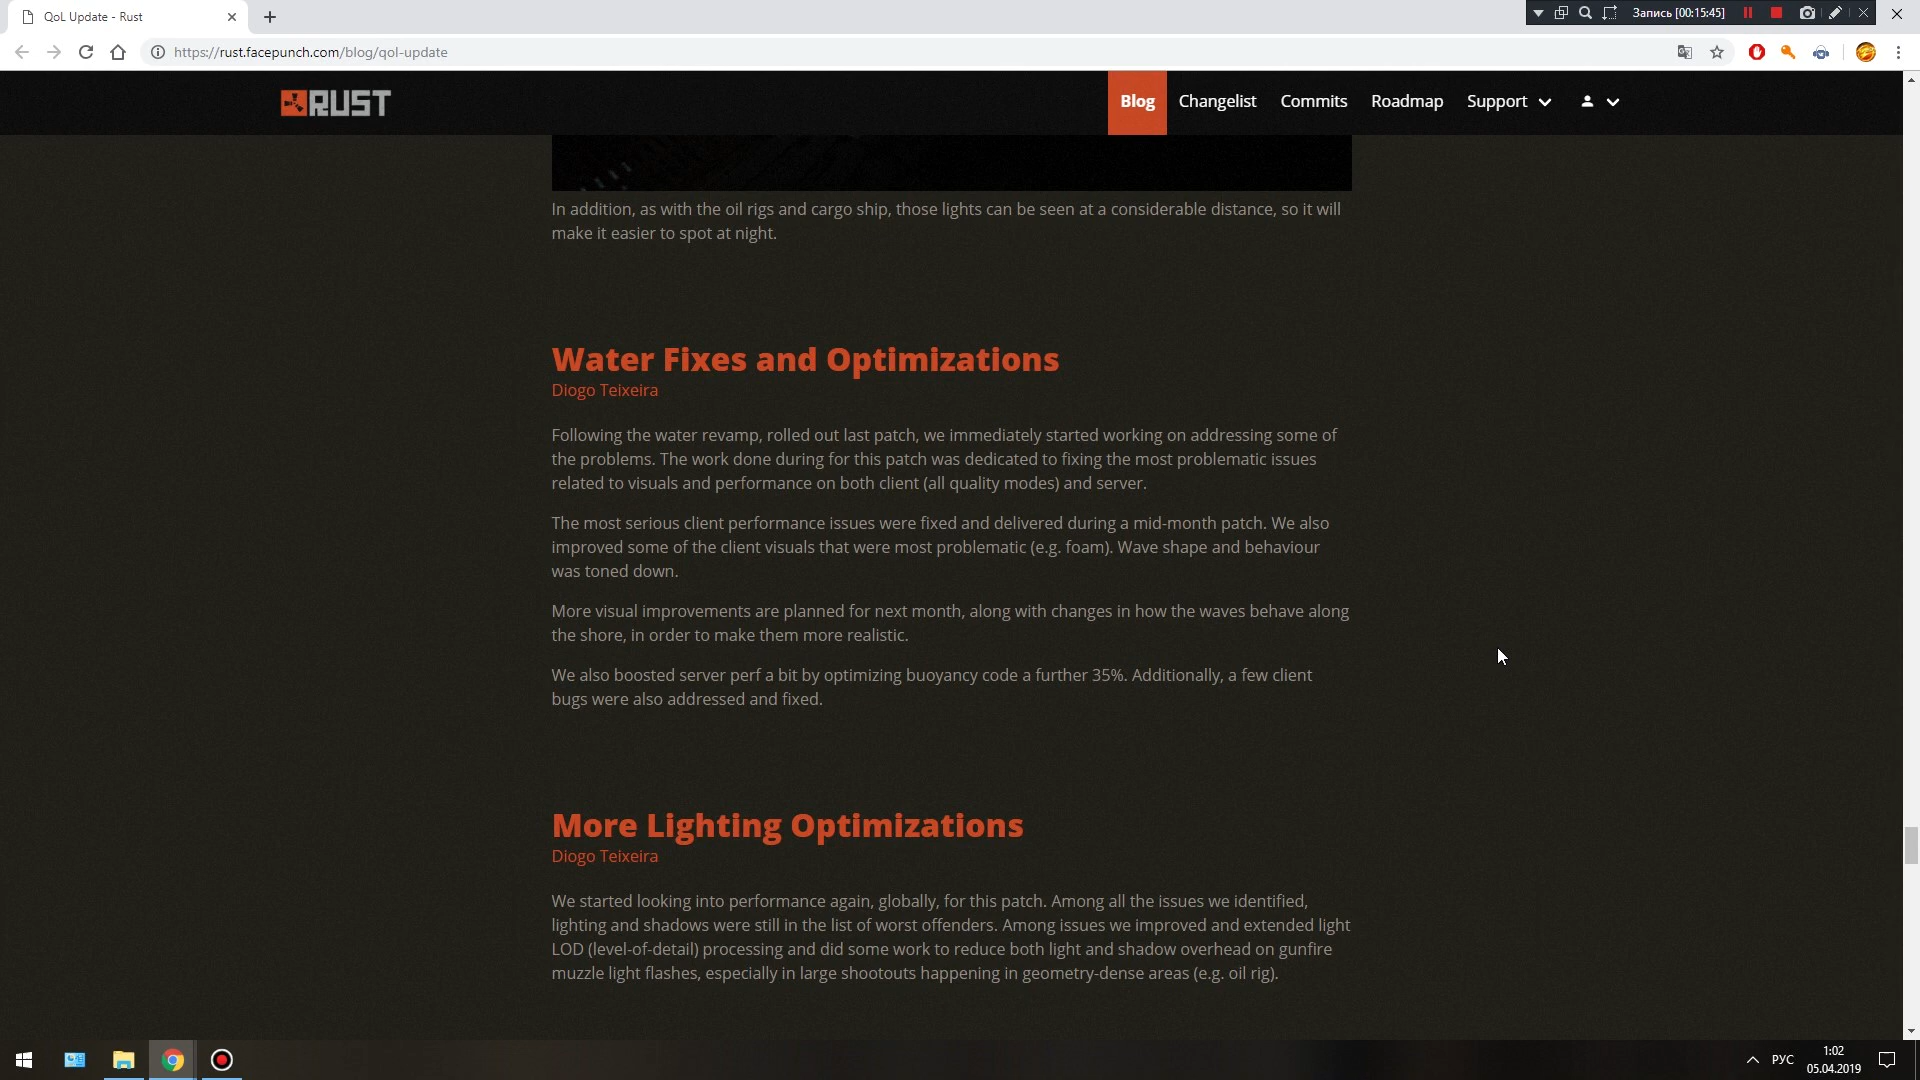 QoL Update - Rust
Запись [00:15:45]
https://rust.facepunch.com/blog/qol-update
RUST
Blog
Changelist
Commits
Roadmap
Support
In addition, as with the oil rigs and cargo ship, those lights can be seen at a considerable distance, so it will
make it easier to spot at night.
Water Fixes and Optimizations
Diogo Teixeira
Following the water revamp, rolled out last patch, we immediately started working on addressing some of
the problems. The work done during for this patch was dedicated to fixing the most problematic issues
related to visuals and performance on both client (all quality modes) and server.
The most serious client performance issues were fixed and delivered during a mid-month patch. We also
improved some of the client visuals that were most problematic (e.g. foam). Wave shape and behaviour
was toned down.
More visual improvements are planned for next month, along with changes in how the waves behave along
the shore, in order to make them more realistic.
We also boosted server perf a bit by optimizing buoyancy code a further 35%. Additionally, a few client
bugs were also addressed and fixed.
More Lighting Optimizations
Diogo Teixeira
We started looking into performance again, globally, for this patch. Among all the issues we identified,
lighting and shadows were still in the list of worst offenders. Among issues we improved and extended light
LOD (level-of-detail) processing and did some work to reduce both light and shadow overhead on gunfire
muzzle light flashes, especially in large shootouts happening in geometry-dense areas (e.g. oil rig).
РУС
1:02
05.04.2019